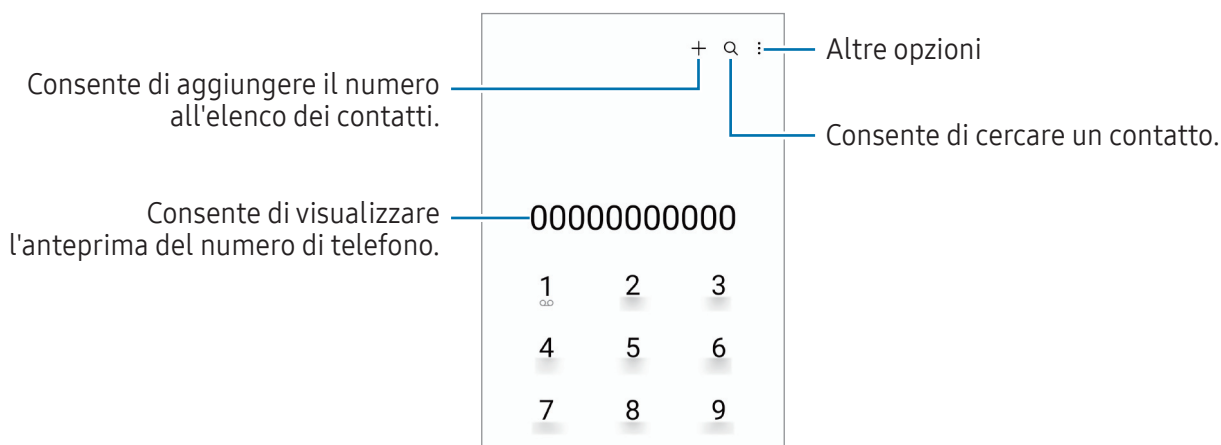 Altre opzioni
Consente di aggiungere il numero
all'elenco dei contatti.
Consente di cercare un contatto.
Consente di visualizzare
l'anteprima del numero di telefono.
00000000000
1 2 3
4 5 6
7 8 9